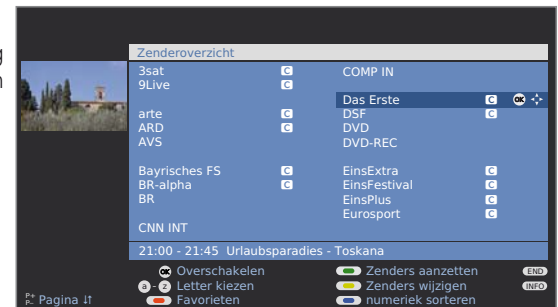 Zenderoverzicht
3sat C COMP IN
9Live C
Das Erste C OK
arte C DSF C
ARD C DVD
AVS DVD-REC
Bayrisches FS C EinsExtra C
BR-alpha C EinsFestival C
BR EinsPlus C
Eurosport C
CNN INT
21:00 - 21:45 Urlaubsparadies - Toskana
OK Overschakelen Zenders aanzetten END
a - z Letter kiezen Zenders wijzigen INFO
P+
P- Pagina Favorieten numeriek sorteren